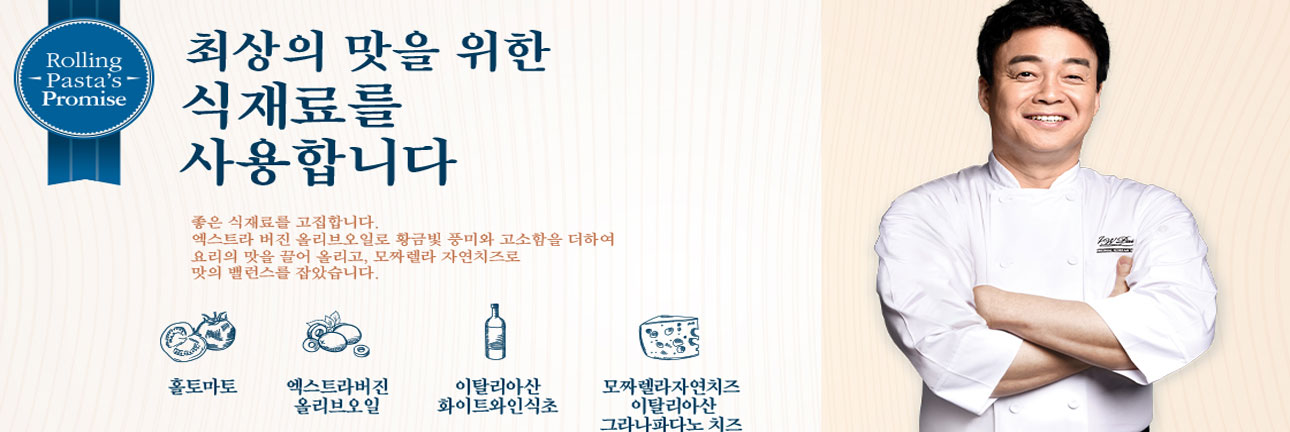 Rolling
Pasta's
Promise
최상의 맛을 위한
식재료를
사용합니다
좋은 식재료를 고집합니다.
엑스트라 버진 올리브오일로 황금빛 풍미와 고소함을 더하여
요리의 맛을 끌어 올리고, 모짜렐라 자연치즈로
맛의 밸런스를 잡았습니다.
홀토마토
엑스트라버진
올리브오일
이탈리아산
화이트와인식초
모짜렐라자연치즈
이탈리아산
그라나파다노 치즈